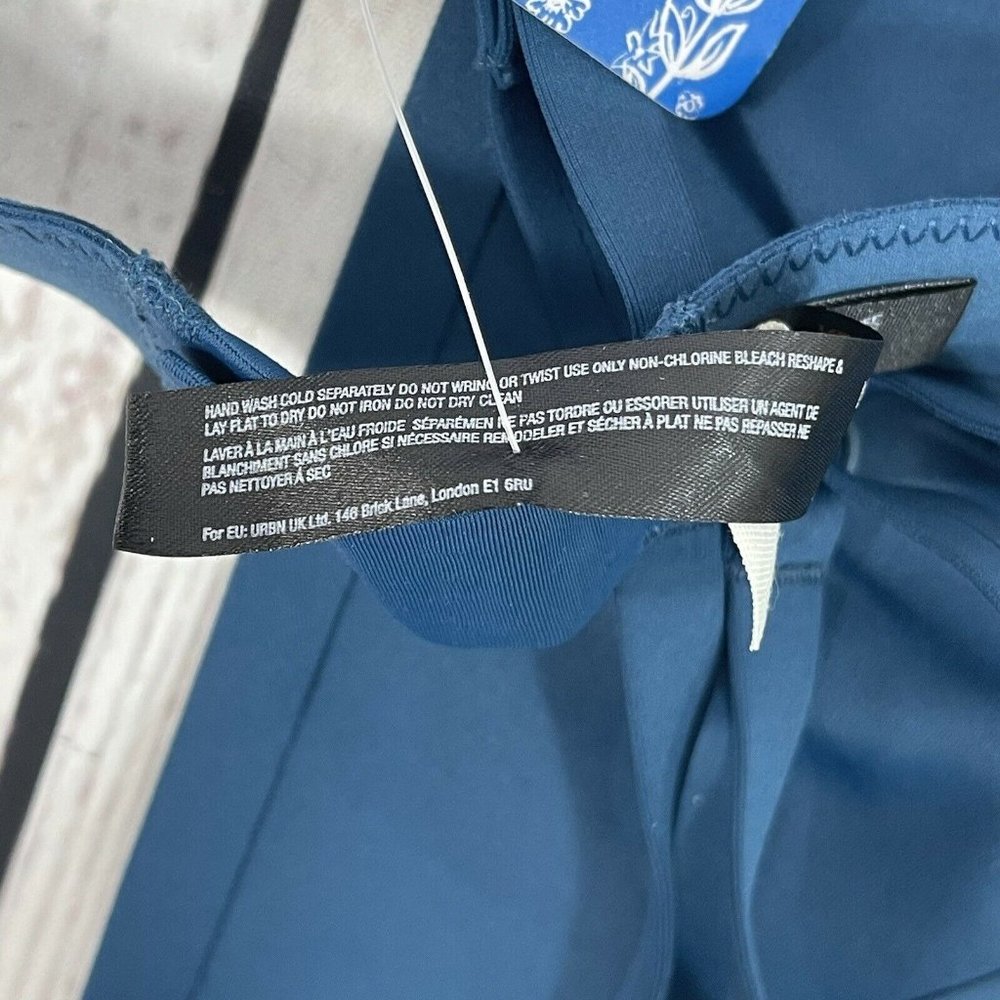 HAND WASH COLD SEPARATELY DO NOT WRING OR TWIST USE ONLY NON-CHLORINE BLEACH RESHAPE &
LAY FLAT TO DRY DO NOT IRON DO NOT DRY CLEAN
LAVER À LA MAIN À L'EAU FROIDE SÉPARÉMEN NE PAS TORDRE OU ESSORER UTILISER UN AGENT DE
BLANCHIMENT SANS CHLORE SI NÉCESSAIRE REMODELER ET SÉCHER À PLAT NE PAS REPASSER NE
PAS NETTOYER À SEC
For EU: URBN UK Ltd. 146 Brick Lane, London E1 6RU